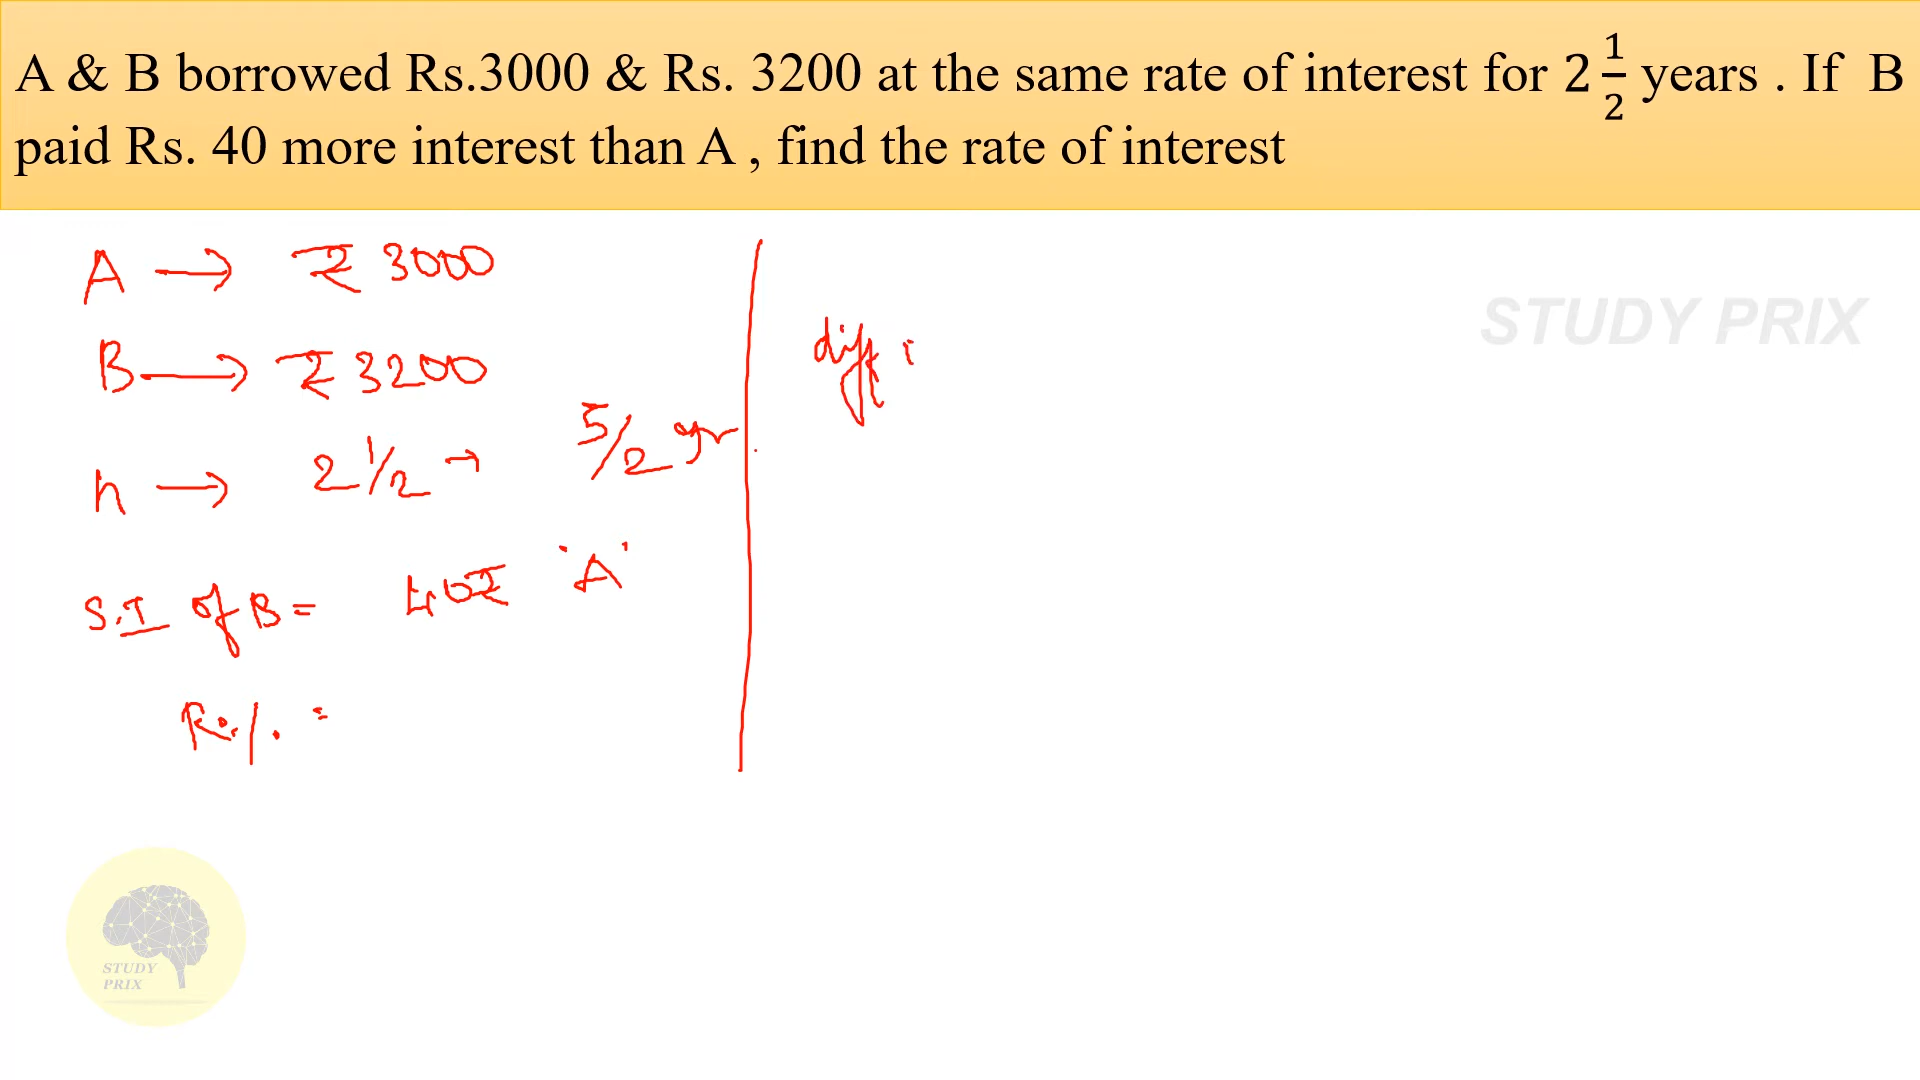 A & B borrowed Rs.3000 & Rs. 3200 at the same rate of interest for 2 1/2 years . If B
paid Rs. 40 more interest than A , find the rate of interest
A → ₹ 3000
B → ₹ 3200
n → 2 1/2 → 5/2 yr
S.I of B = 40₹ 'A'
R% =
diff i
STUDY PRIX
STUDY
PRIX